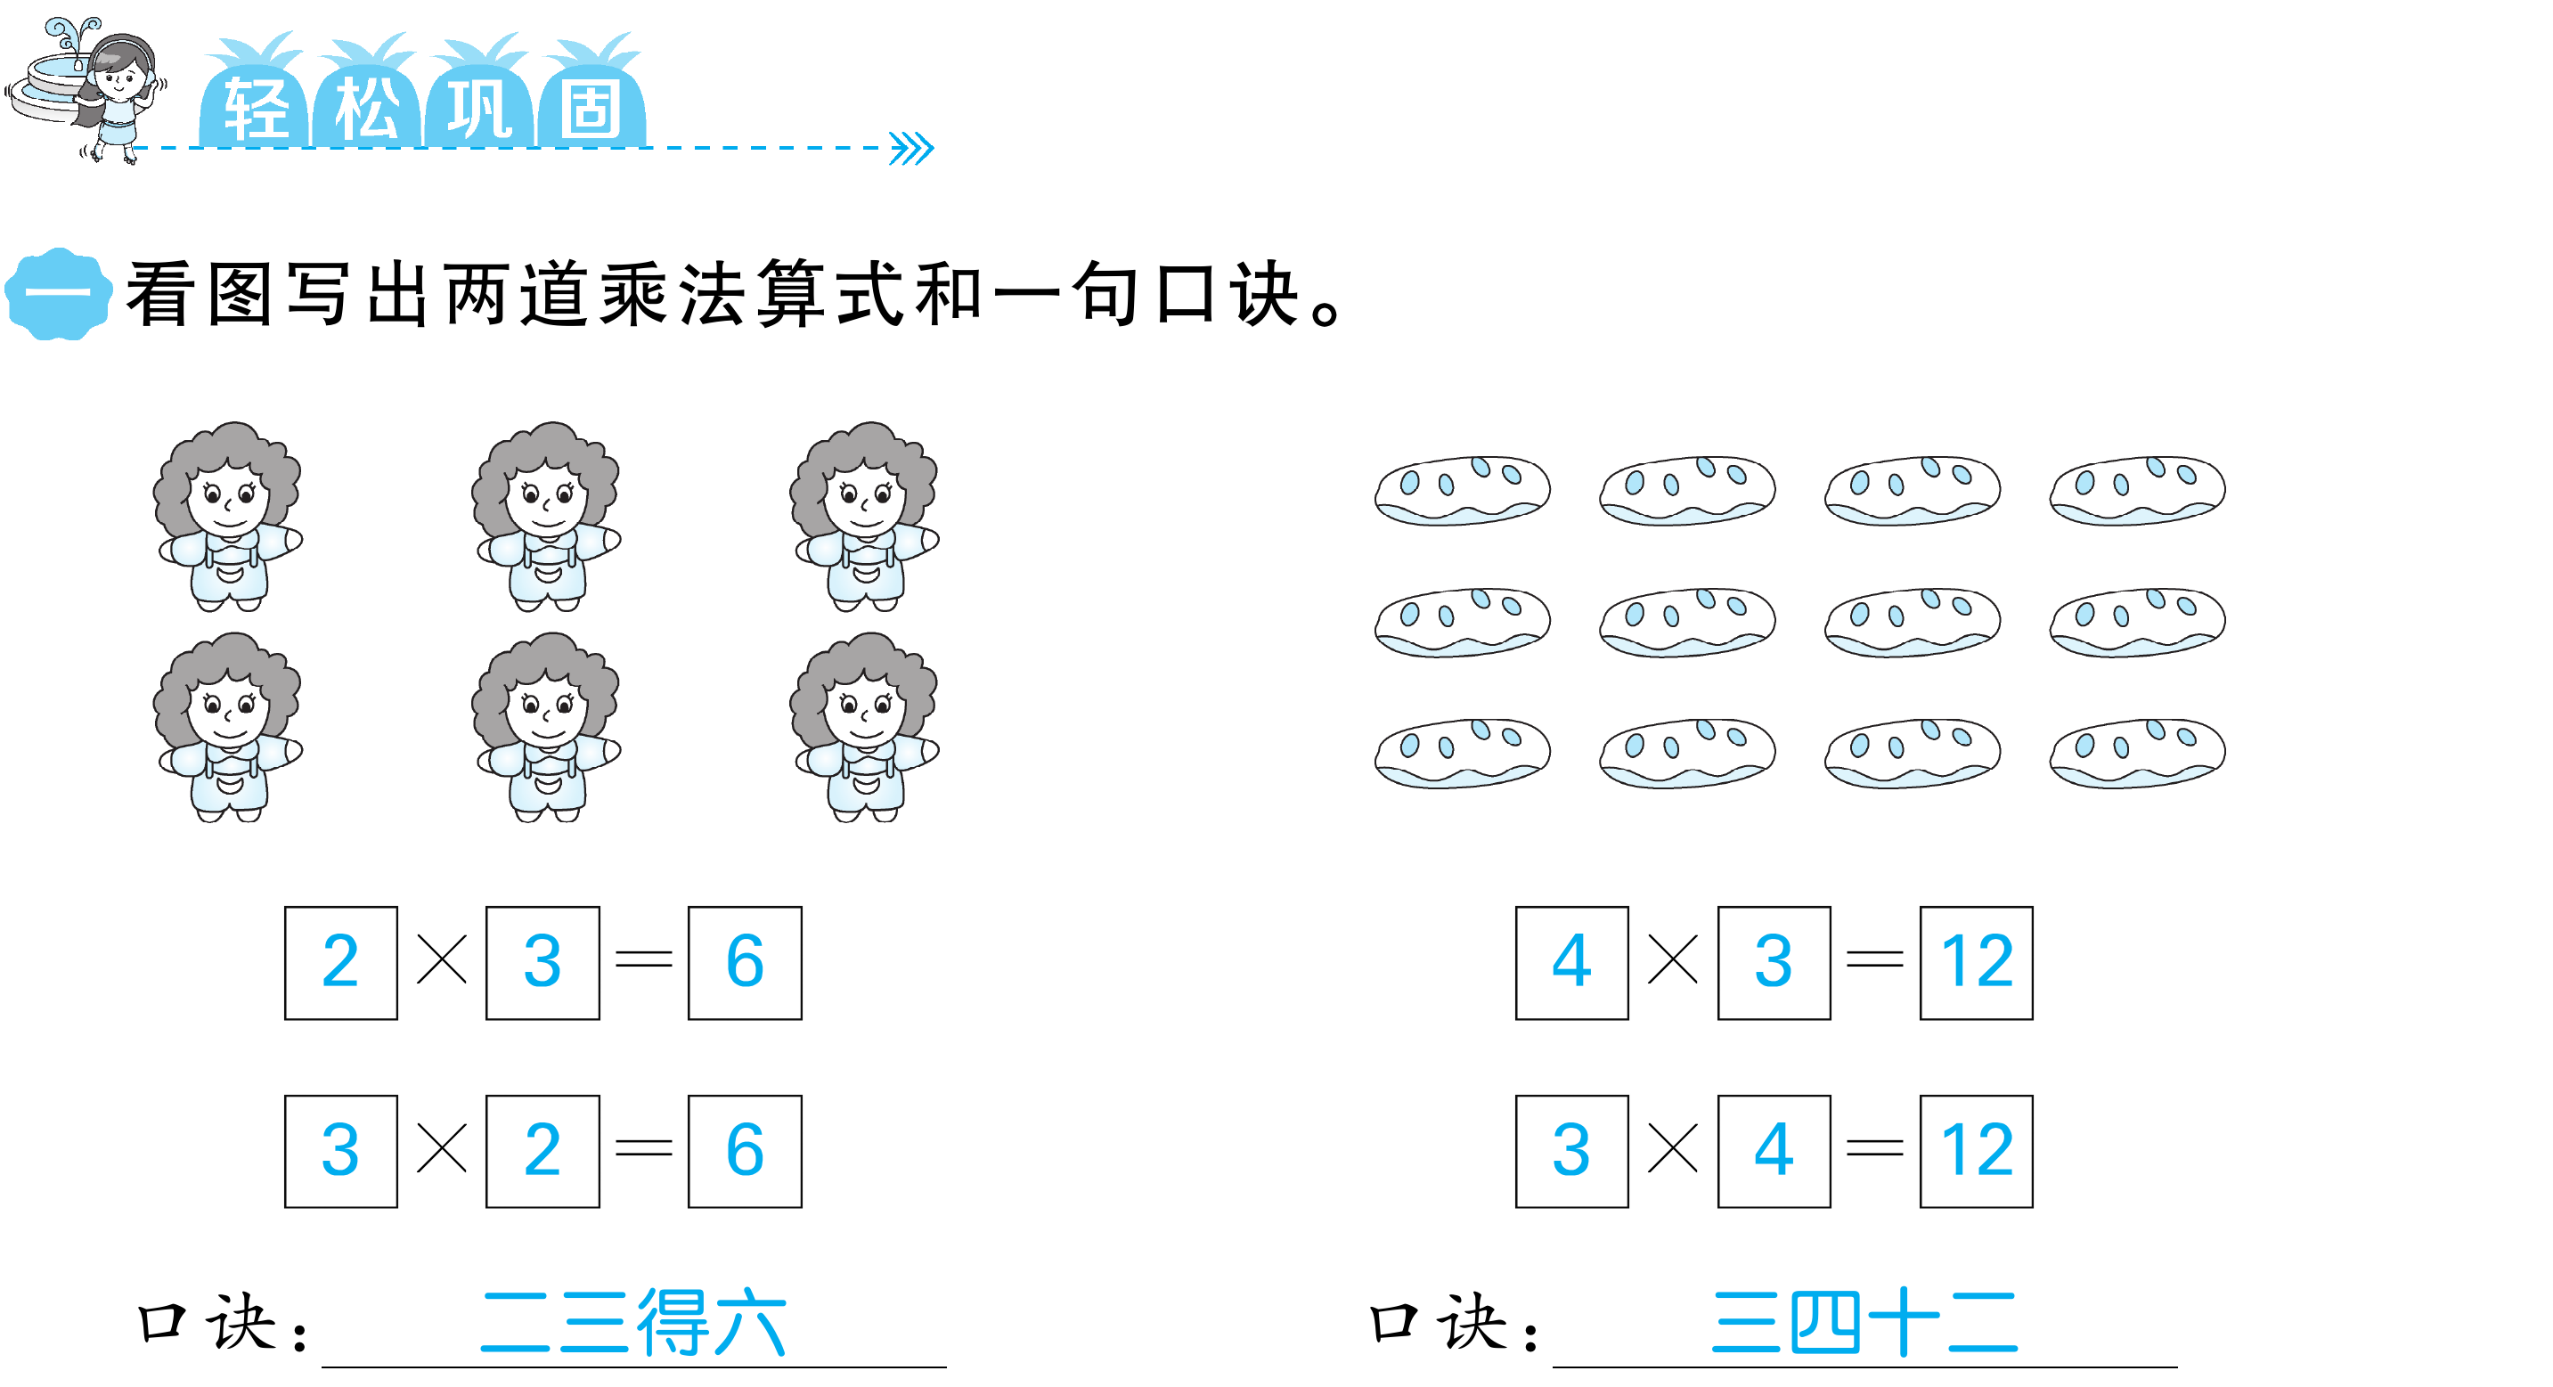 轻松巩固
一 看图写出两道乘法算式和一句口诀。
2×3=6
4×3=12
3×2=6
3×4=12
口诀：二三得六
口诀：三四十二